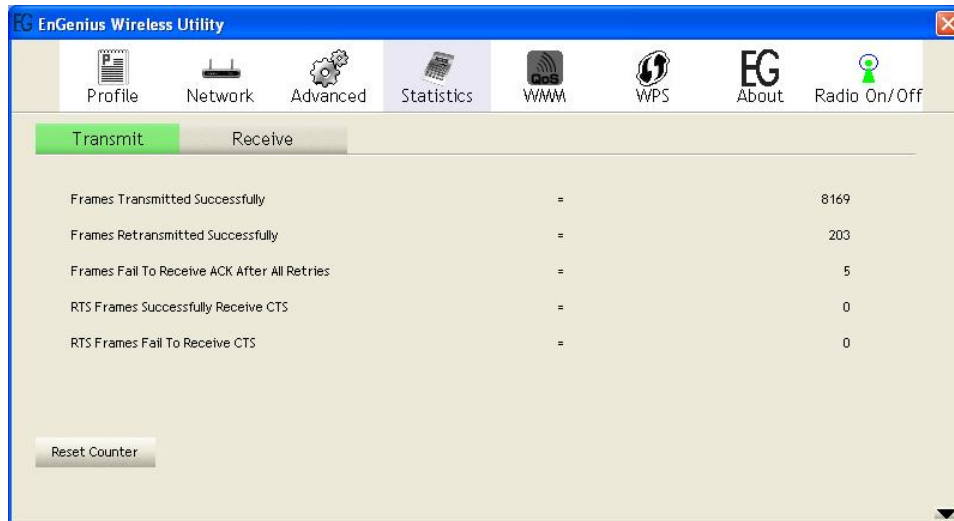 EG EnGenius Wireless Utility
P QoS EG
Profile Network Advanced Statistics WMM WPS About Radio On/Off
Transmit Receive
Frames Transmitted Successfully = 8169
Frames Retransmitted Successfully = 203
Frames Fail To Receive ACK After All Retries = 5
RTS Frames Successfully Receive CTS = 0
RTS Frames Fail To Receive CTS = 0
Reset Counter